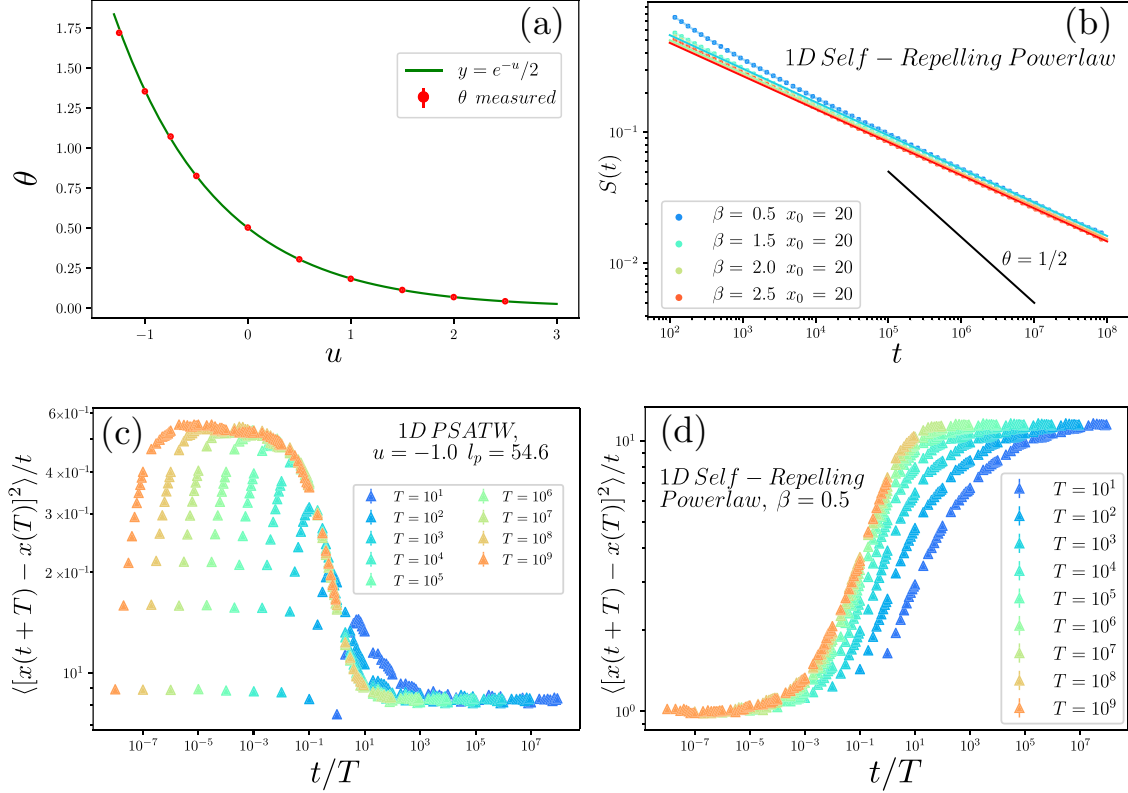 (a)
y = e^{-u}/2
θ measured
θ
1.75
1.50
1.25
1.00
0.75
0.50
0.25
0.00
−1
0
1
2
3
u
(b)
1D Self − Repelling Powerlaw
S(t)
10^{-1}
10^{-2}
β = 0.5 x_0 = 20
β = 1.5 x_0 = 20
β = 2.0 x_0 = 20
β = 2.5 x_0 = 20
θ = 1/2
10^2
10^3
10^4
10^5
10^6
10^7
10^8
t
(c)
1D PSATW,
u = −1.0 l_p = 54.6
⟨[x(t + T) − x(T)]^2⟩/t
6×10^{-1}
4×10^{-1}
3×10^{-1}
2×10^{-1}
10^1
T = 10^1
T = 10^2
T = 10^3
T = 10^4
T = 10^5
T = 10^6
T = 10^7
T = 10^8
T = 10^9
10^{-7}
10^{-5}
10^{-3}
10^{-1}
10^1
10^3
10^5
10^7
t/T
(d)
1D Self − Repelling
Powerlaw, β = 0.5
⟨[x(t + T) − x(T)]^2⟩/t
10^1
10^0
T = 10^1
T = 10^2
T = 10^3
T = 10^4
T = 10^5
T = 10^6
T = 10^7
T = 10^8
T = 10^9
10^{-7}
10^{-5}
10^{-3}
10^{-1}
10^1
10^3
10^5
10^7
t/T